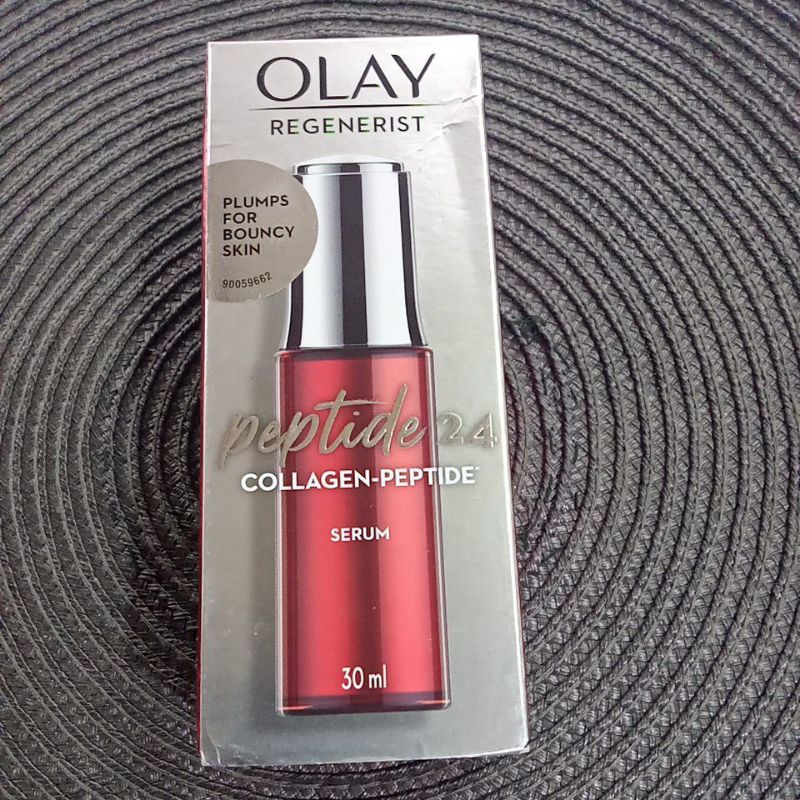 OLAY
REGENERIST
PLUMPS
FOR
BOUNCY
SKIN
90059662
peptide 24
COLLAGEN-PEPTIDE
SERUM
30 ml